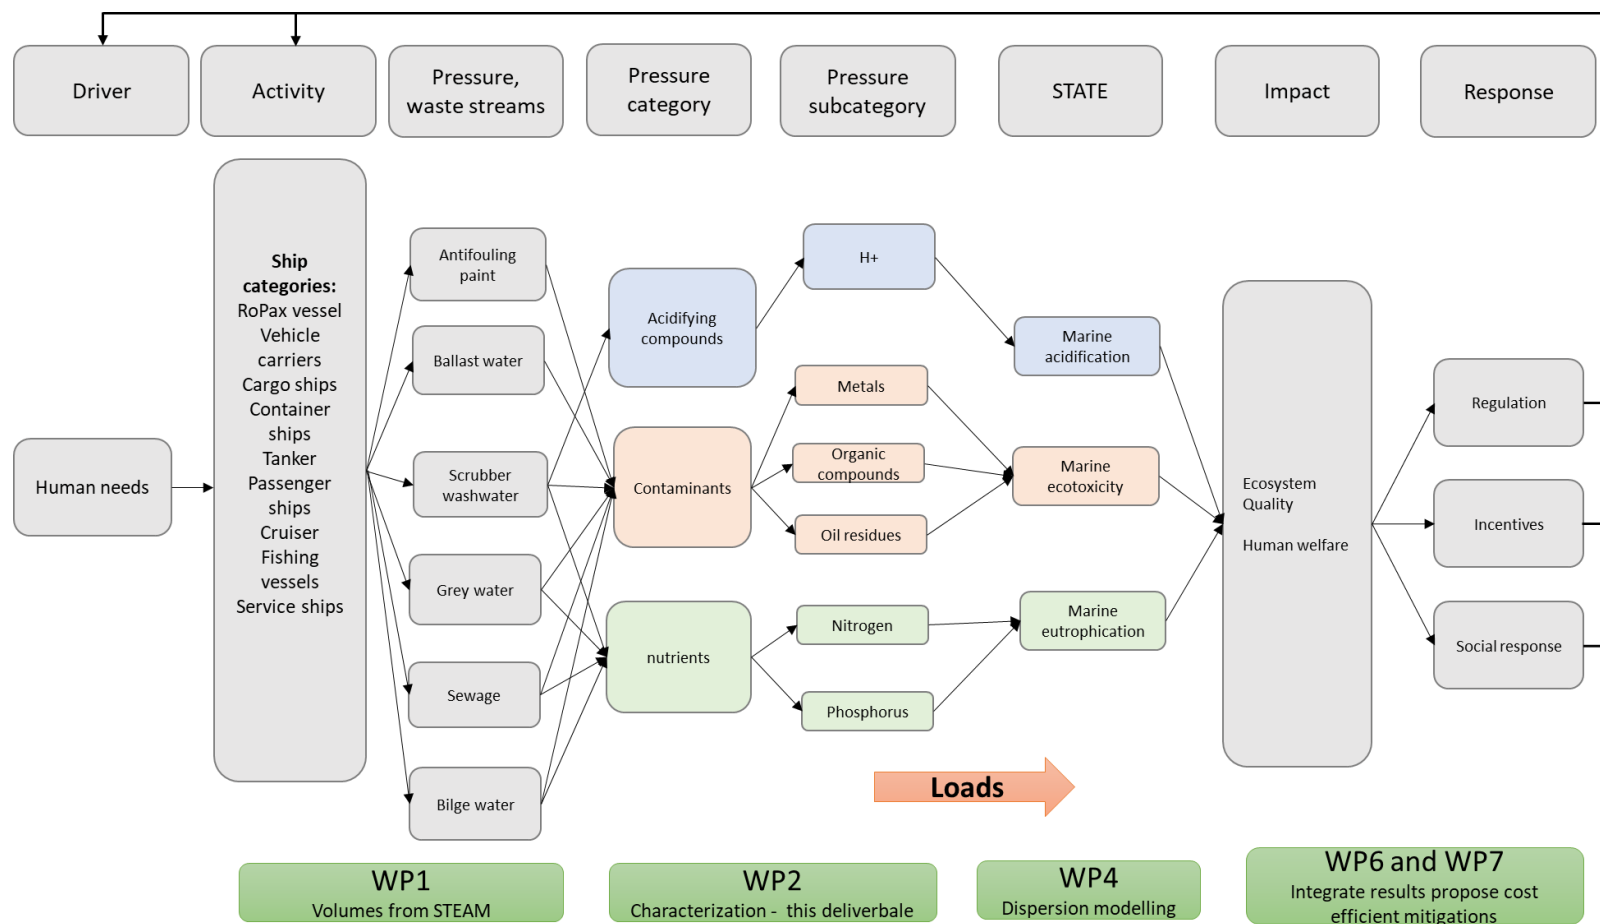 Driver
Activity
Pressure,
waste streams
Pressure
category
Pressure
subcategory
STATE
Impact
Response
Human needs
Ship
categories:
RoPax vessel
Vehicle
carriers
Cargo ships
Container
ships
Tanker
Passenger
ships
Cruiser
Fishing
vessels
Service ships
Antifouling
paint
Ballast water
Scrubber
washwater
Grey water
Sewage
Bilge water
Acidifying
compounds
Contaminants
nutrients
H+
Metals
Organic
compounds
Oil residues
Nitrogen
Phosphorus
Marine
acidification
Marine
ecotoxicity
Marine
eutrophication
Ecosystem
Quality
Human welfare
Regulation
Incentives
Social response
Loads
WP1
Volumes from STEAM
WP2
Characterization - this deliverbale
WP4
Dispersion modelling
WP6 and WP7
Integrate results propose cost
efficient mitigations